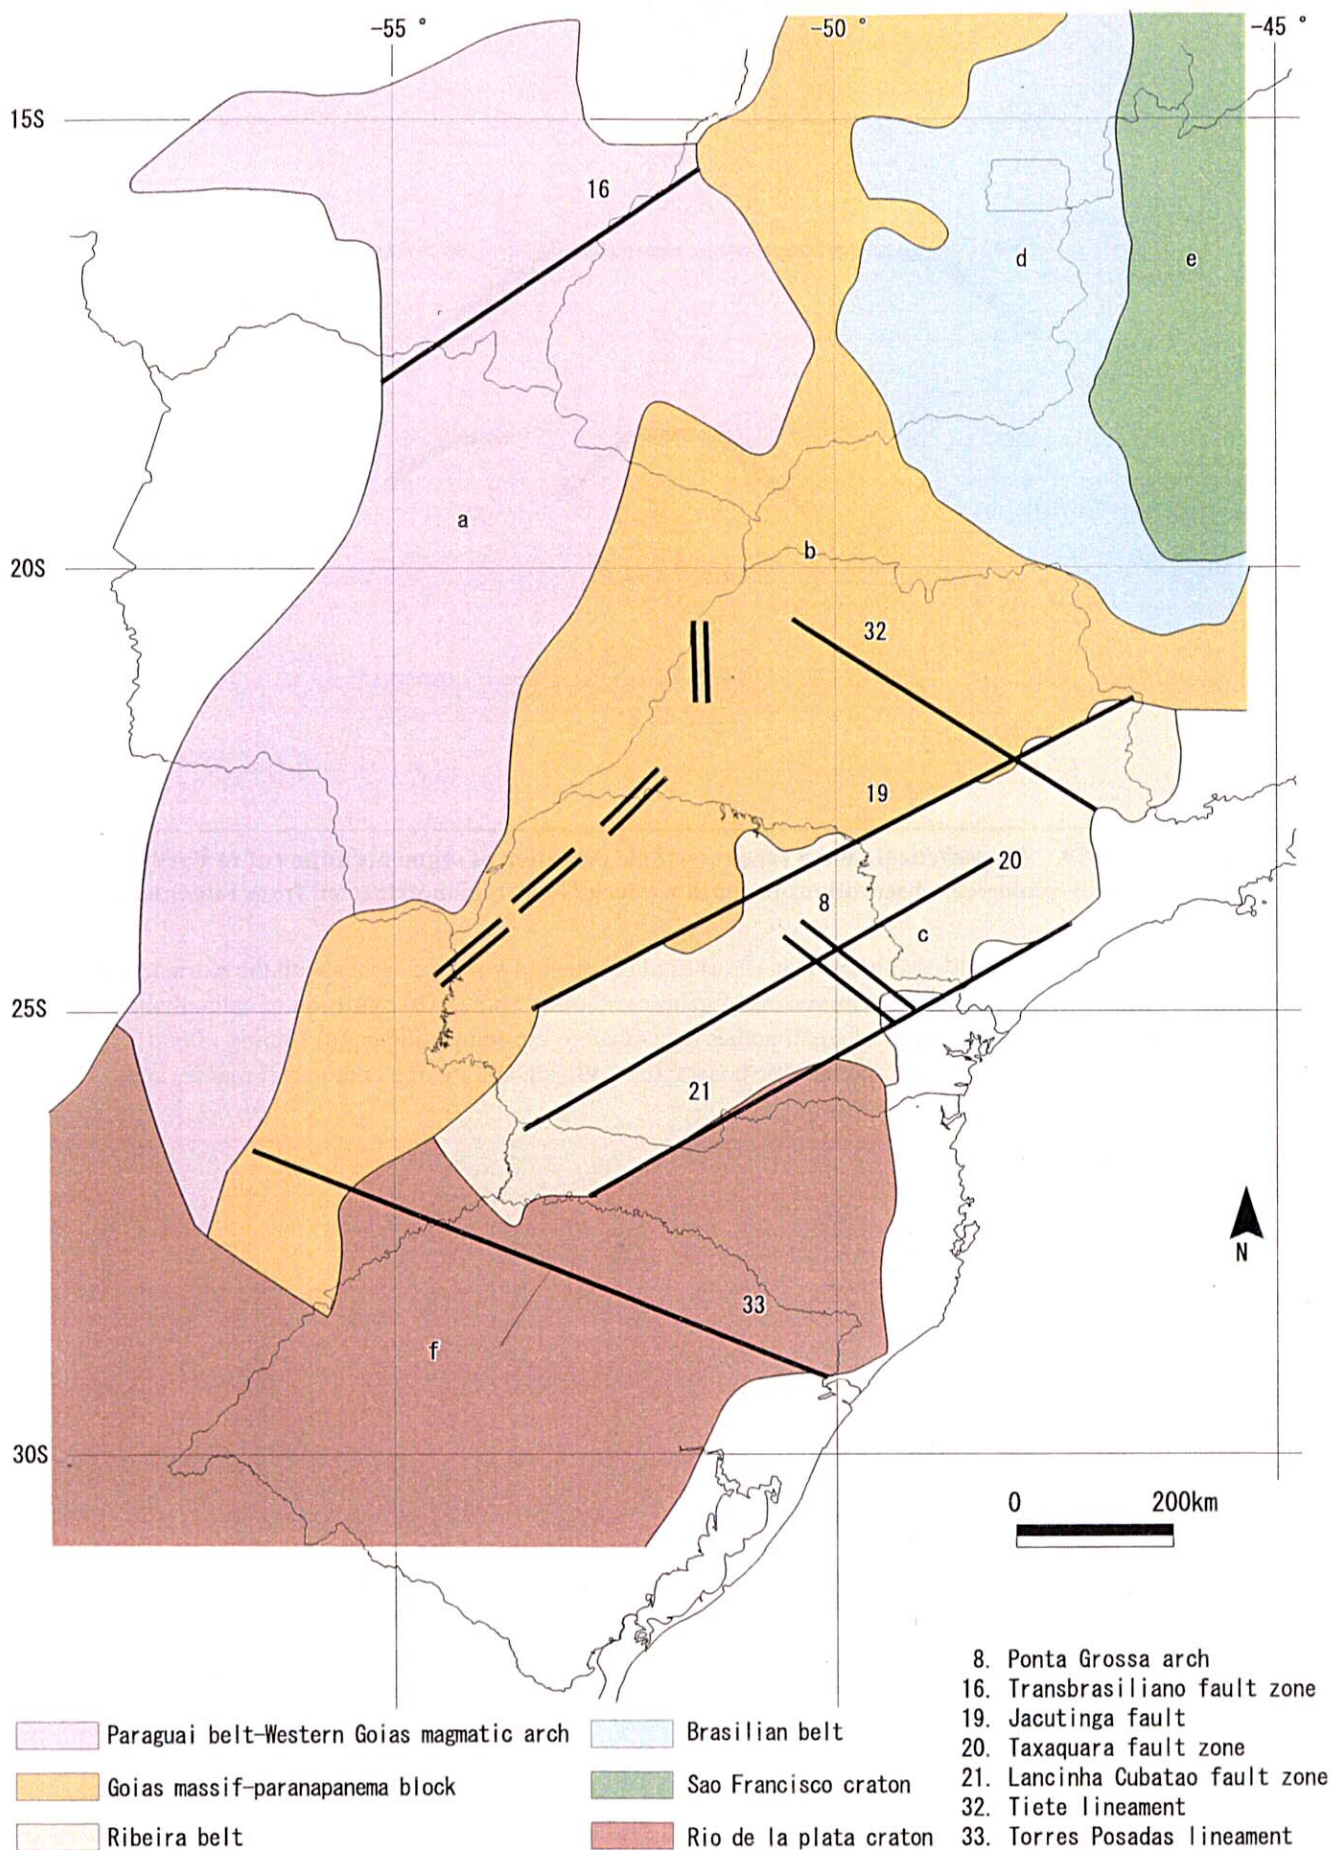 -55 °
-50 °
-45 °
15S
16
d
e
a
20S
b
32
19
20
8
c
25S
21
N
33
f
30S
0 200km
8. Ponta Grossa arch
16. Transbrasiliano fault zone
19. Jacutinga fault
20. Taxaquara fault zone
21. Lancinha Cubatao fault zone
32. Tiete lineament
33. Torres Posadas lineament
Paraguai belt-Western Goias magmatic arch
Goias massif-paranapanema block
Ribeira belt
Brasilian belt
Sao Francisco craton
Rio de la plata craton